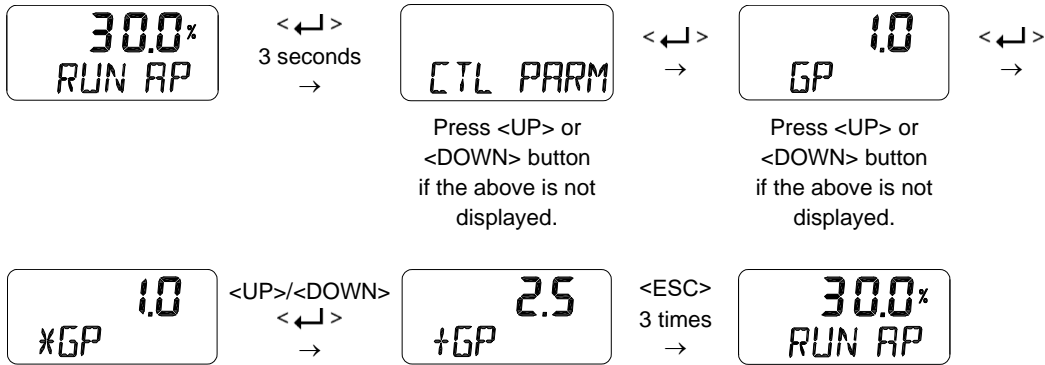 30.0%
RUN AP
<↵>
3 seconds
→
CTL PARM
Press <UP> or
<DOWN> button
if the above is not
displayed.
<↵>
→
1.0
GP
Press <UP> or
<DOWN> button
if the above is not
displayed.
<↵>
→
1.0
*GP
<UP>/<DOWN>
<↵>
→
2.5
+GP
<ESC>
3 times
→
30.0%
RUN AP